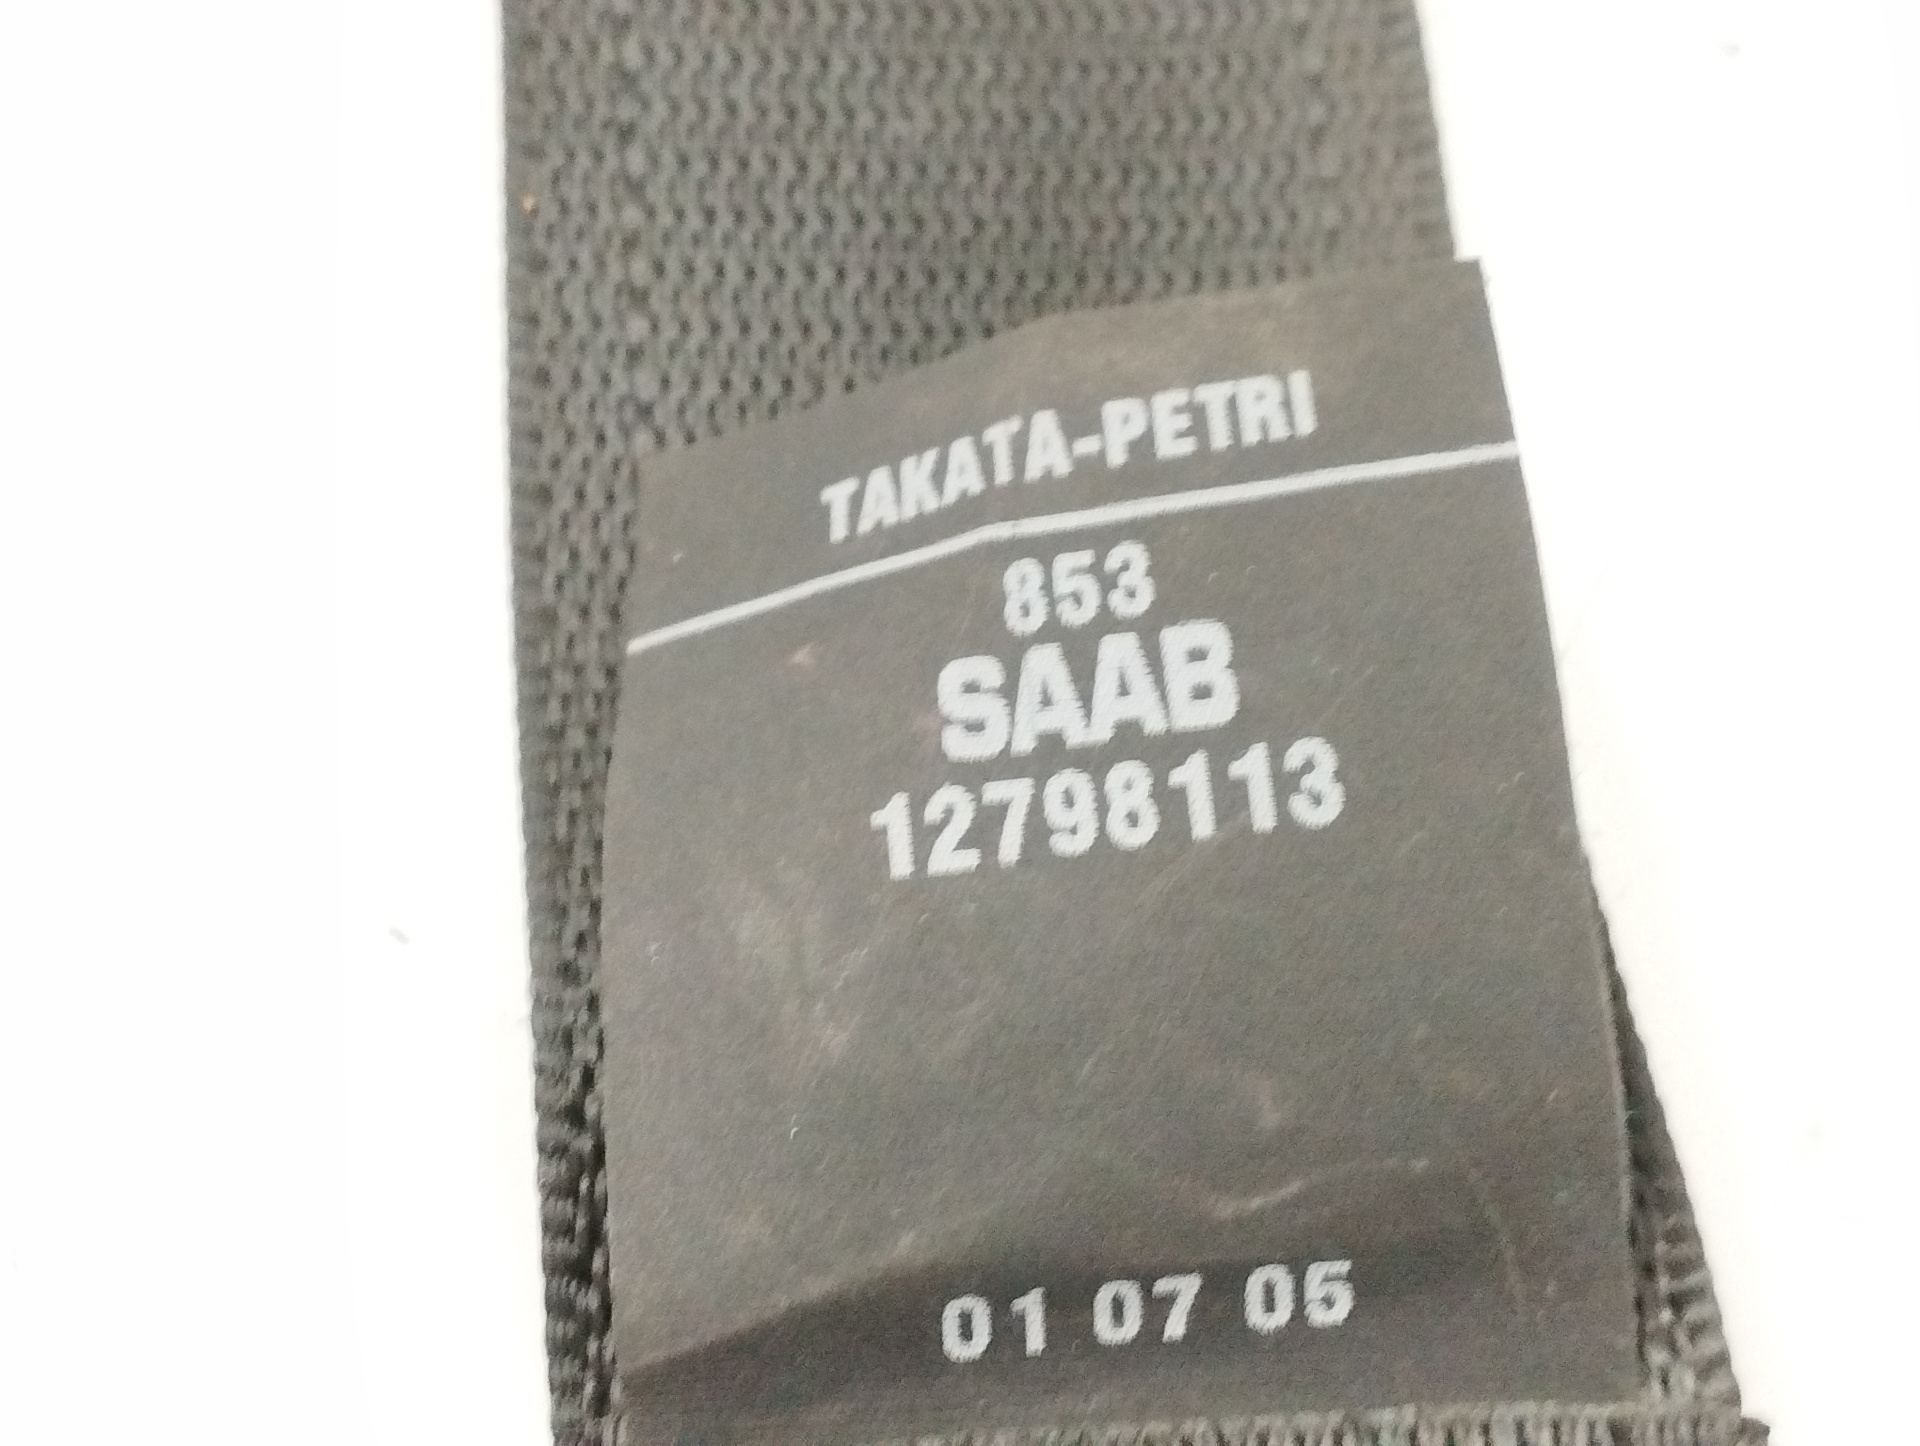 TAKATA-PETRI
853
SAAB
12798113
01 07 05